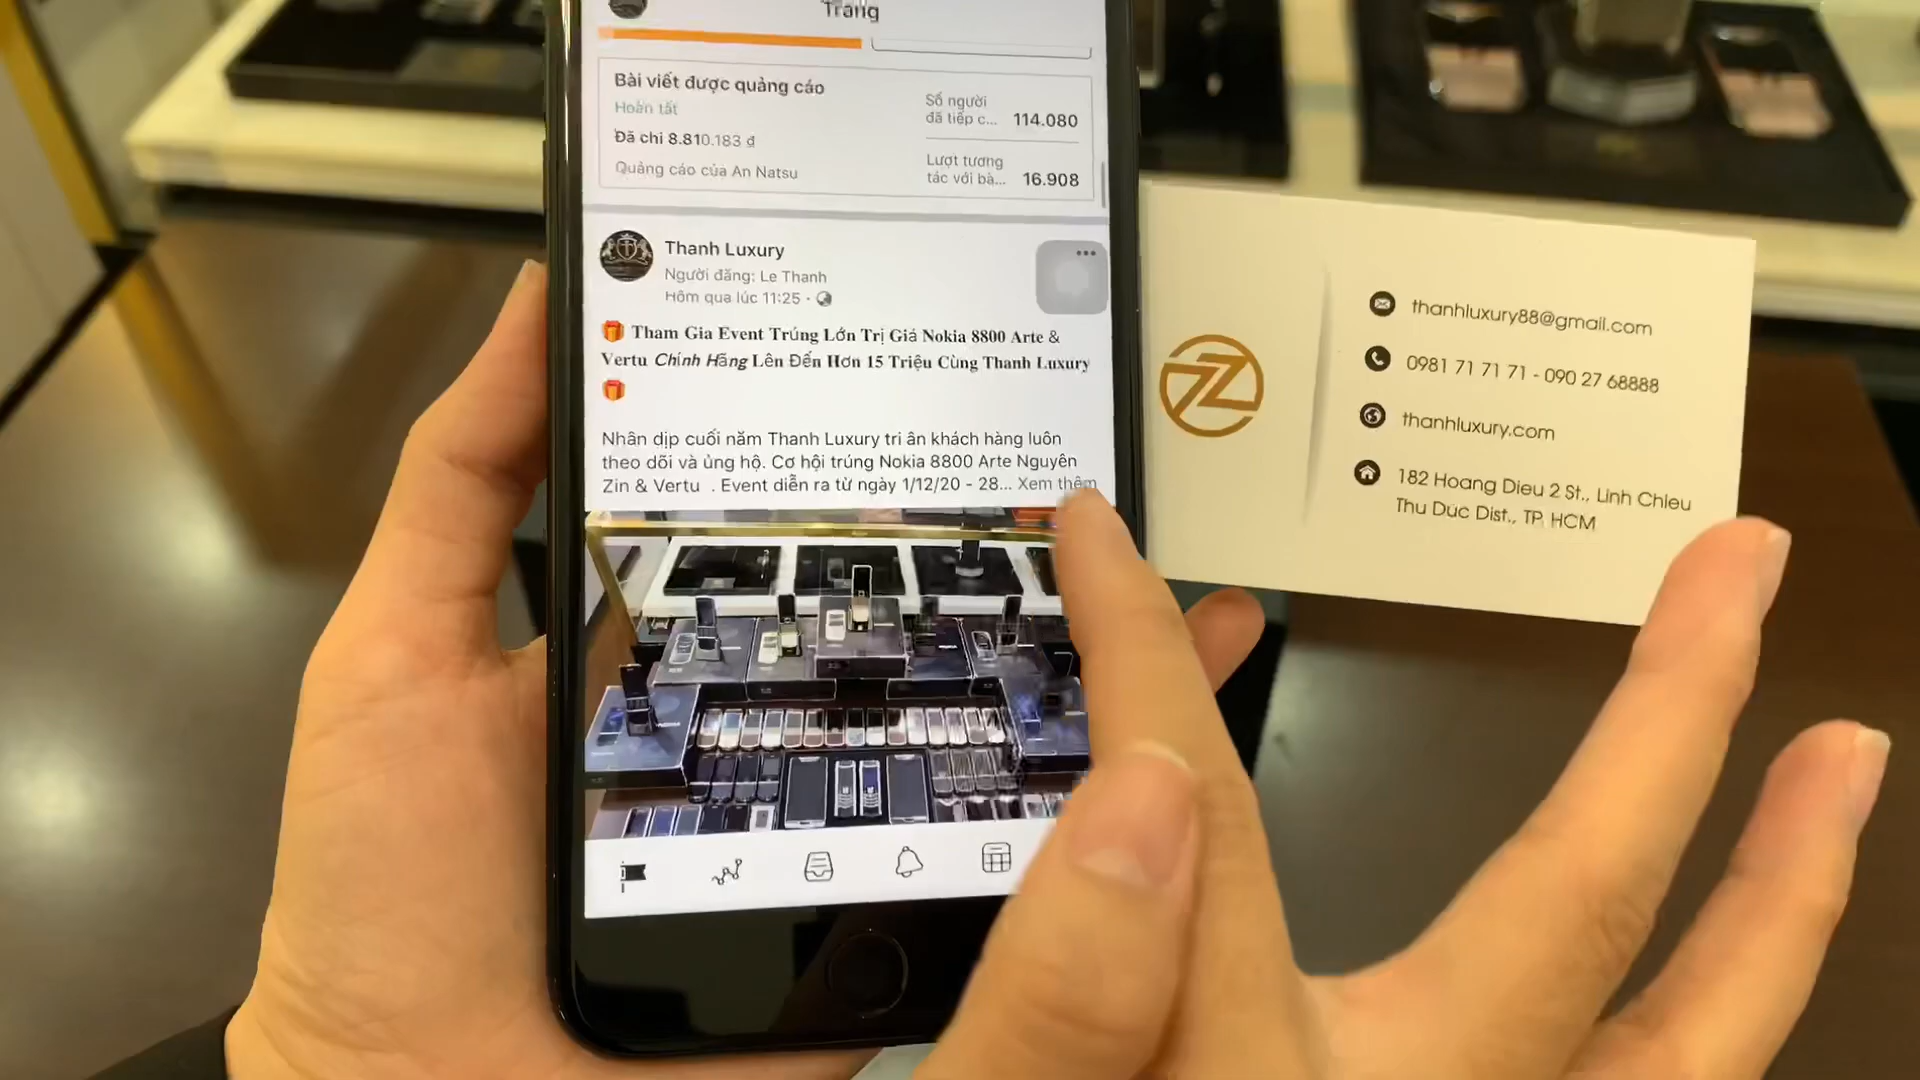 Trang
Bài viết được quảng cáo
Hoàn tất
Đã chi 8.810.183 ₫
Quảng cáo của An Natsu
Số người
đã tiếp c... 114.080
Lượt tương
tác với bà... 16.908
Thanh Luxury
Người đăng: Le Thanh
Hôm qua lúc 11:25 ·
Tham Gia Event Trúng Lớn Trị Giá Nokia 8800 Arte &
Vertu Chính Hãng Lên Đến Hơn 15 Triệu Cùng Thanh Luxury
Nhân dịp cuối năm Thanh Luxury tri ân khách hàng luôn
theo dõi và ủng hộ. Cơ hội trúng Nokia 8800 Arte Nguyên
Zin & Vertu . Event diễn ra từ ngày 1/12/20 - 28... Xem thêm
thanhluxury88@gmail.com
0981 71 71 71 - 090 27 68888
thanhluxury.com
182 Hoang Dieu 2 St., Linh Chieu
Thu Duc Dist., TP. HCM